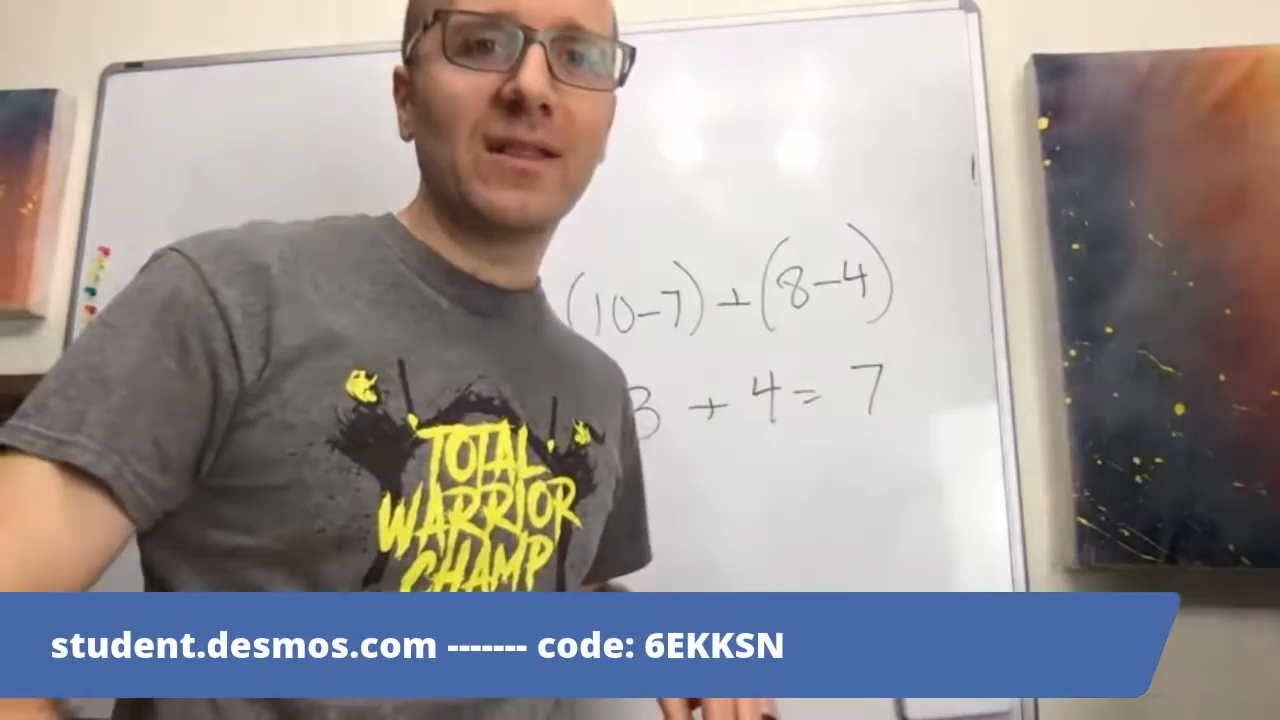 (10-7) + (8-4)
3 + 4 = 7
TOTAL
WARRIOR
CHAMP
student.desmos.com ------- code: 6EKKSN